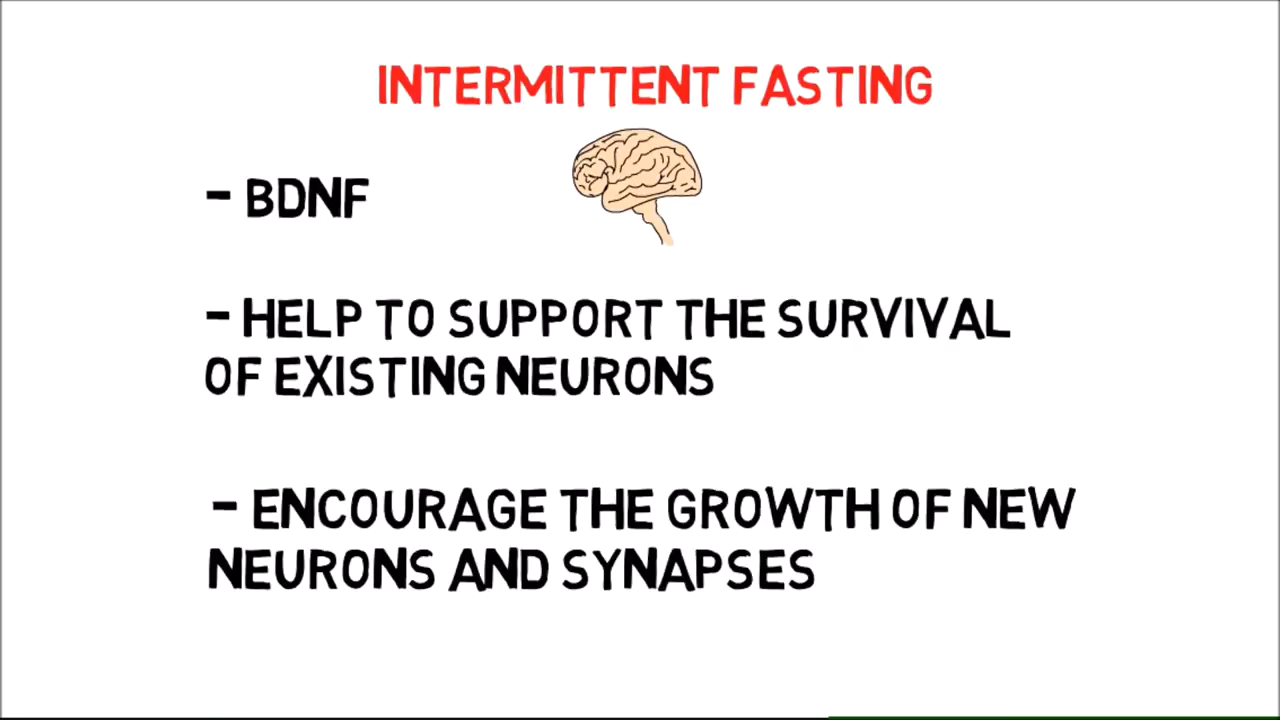 INTERMITTENT FASTING
- BDNF
- HELP TO SUPPORT THE SURVIVAL
OF EXISTING NEURONS
- ENCOURAGE THE GROWTH OF NEW
NEURONS AND SYNAPSES